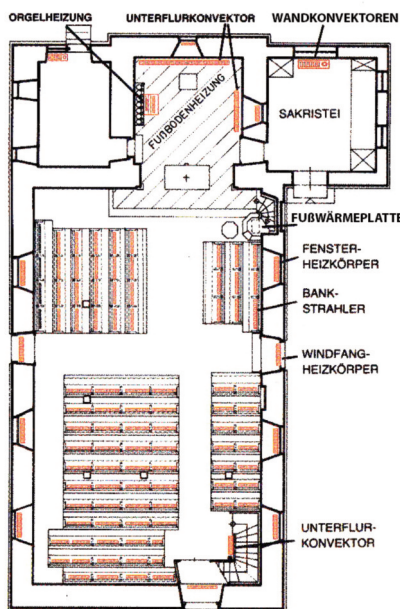 ORGELHEIZUNG
UNTERFLURKONVEKTOR
WANDKONVEKTOREN
FUßBODENHEIZUNG
SAKRISTEI
FUßWÄRMEPLATTE
FENSTER-
HEIZKÖRPER
BANK-
STRAHLER
WINDFANG-
HEIZKÖRPER
UNTERFLUR-
KONVEKTOR